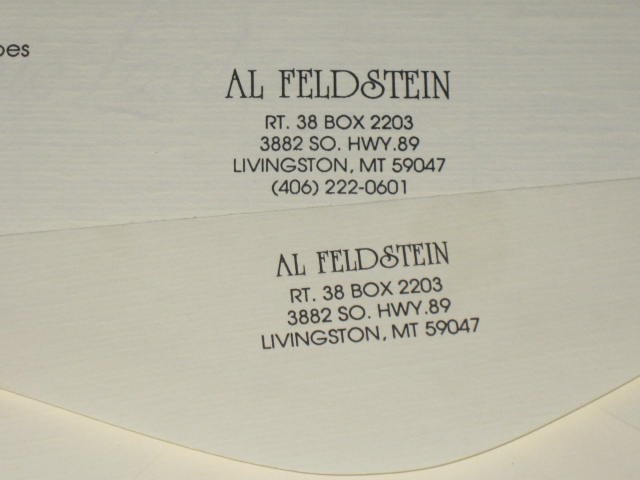 AL FELDSTEIN
RT. 38 BOX 2203
3882 SO. HWY.89
LIVINGSTON, MT 59047
(406) 222-0601
AL FELDSTEIN
RT. 38 BOX 2203
3882 SO. HWY.89
LIVINGSTON, MT 59047